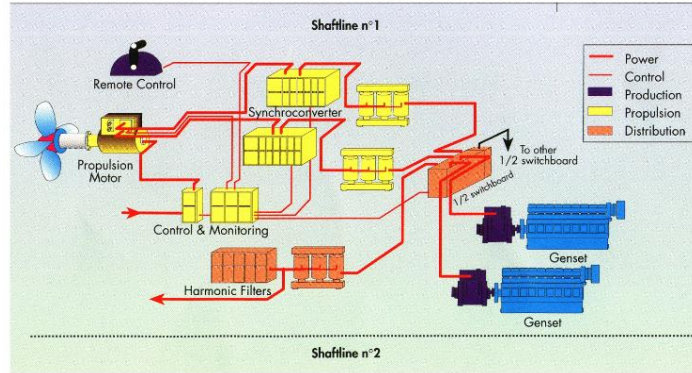 Shaftline n°1
Remote Control
Synchroconverter
Power
Control
Production
Propulsion
Distribution
To other
1/2 switchboard
Propulsion
Motor
1/2 switchboard
Control & Monitoring
Genset
Harmonic Filters
Genset
Shaftline n°2